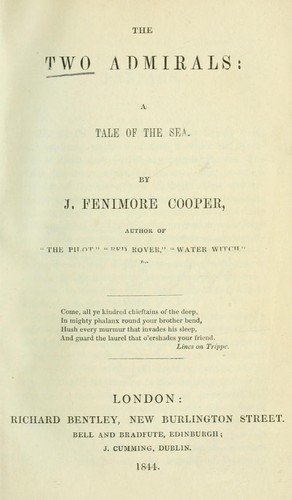 THE
TWO ADMIRALS:
A
TALE OF THE SEA.
BY
J. FENIMORE COOPER,
AUTHOR OF
"THE PILOT," "RED ROVER," "WATER WITCH"
Come, all ye kindred chieftains of the deep,
In mighty phalanx round your brother bend,
Hush every murmur that invades his sleep,
And guard the laurel that o'ershades your friend.
Lines on Trippe.
LONDON:
RICHARD BENTLEY, NEW BURLINGTON STREET.
BELL AND BRADFUTE, EDINBURGH;
J. CUMMING, DUBLIN.
1844.